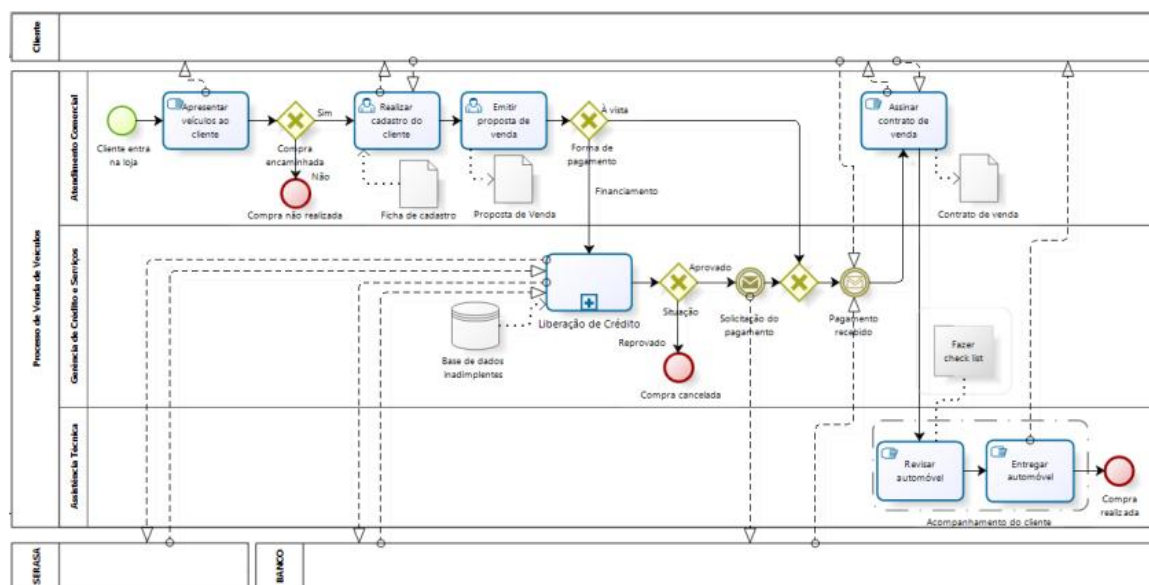 Cliente
Processo de Venda de Veículos
Atendimento Comercial
Cliente entra
na loja
Apresentar
veículos ao
cliente
Compra
encaminhada
Sim
Não
Compra não realizada
Realizar
cadastro do
cliente
Ficha de cadastro
Emitir
proposta de
venda
Proposta de Venda
Forma de
pagamento
À vista
Financiamento
Assinar
contrato de
venda
Contrato de venda
Gerência de Crédito e Serviços
Base de dados
inadimplentes
Liberação de Crédito
Situação
Aprovado
Reprovado
Compra cancelada
Solicitação do
pagamento
Pagamento
recebido
Fazer
check list
Assistência Técnica
Revisar
automóvel
Entregar
automóvel
Acompanhamento do cliente
Compra
realizada
SERASA
BANCO